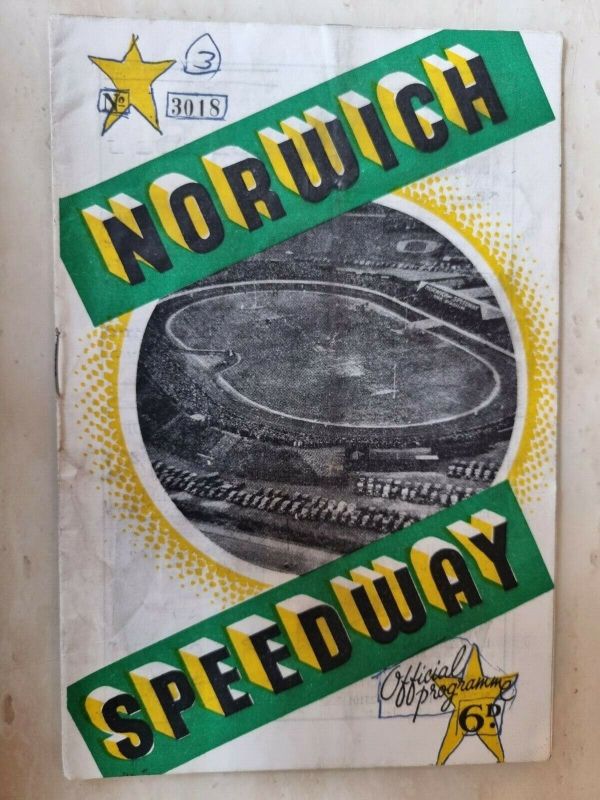 3
Nº 3018
NORWICH
SPEEDWAY
Official
programme
6D.